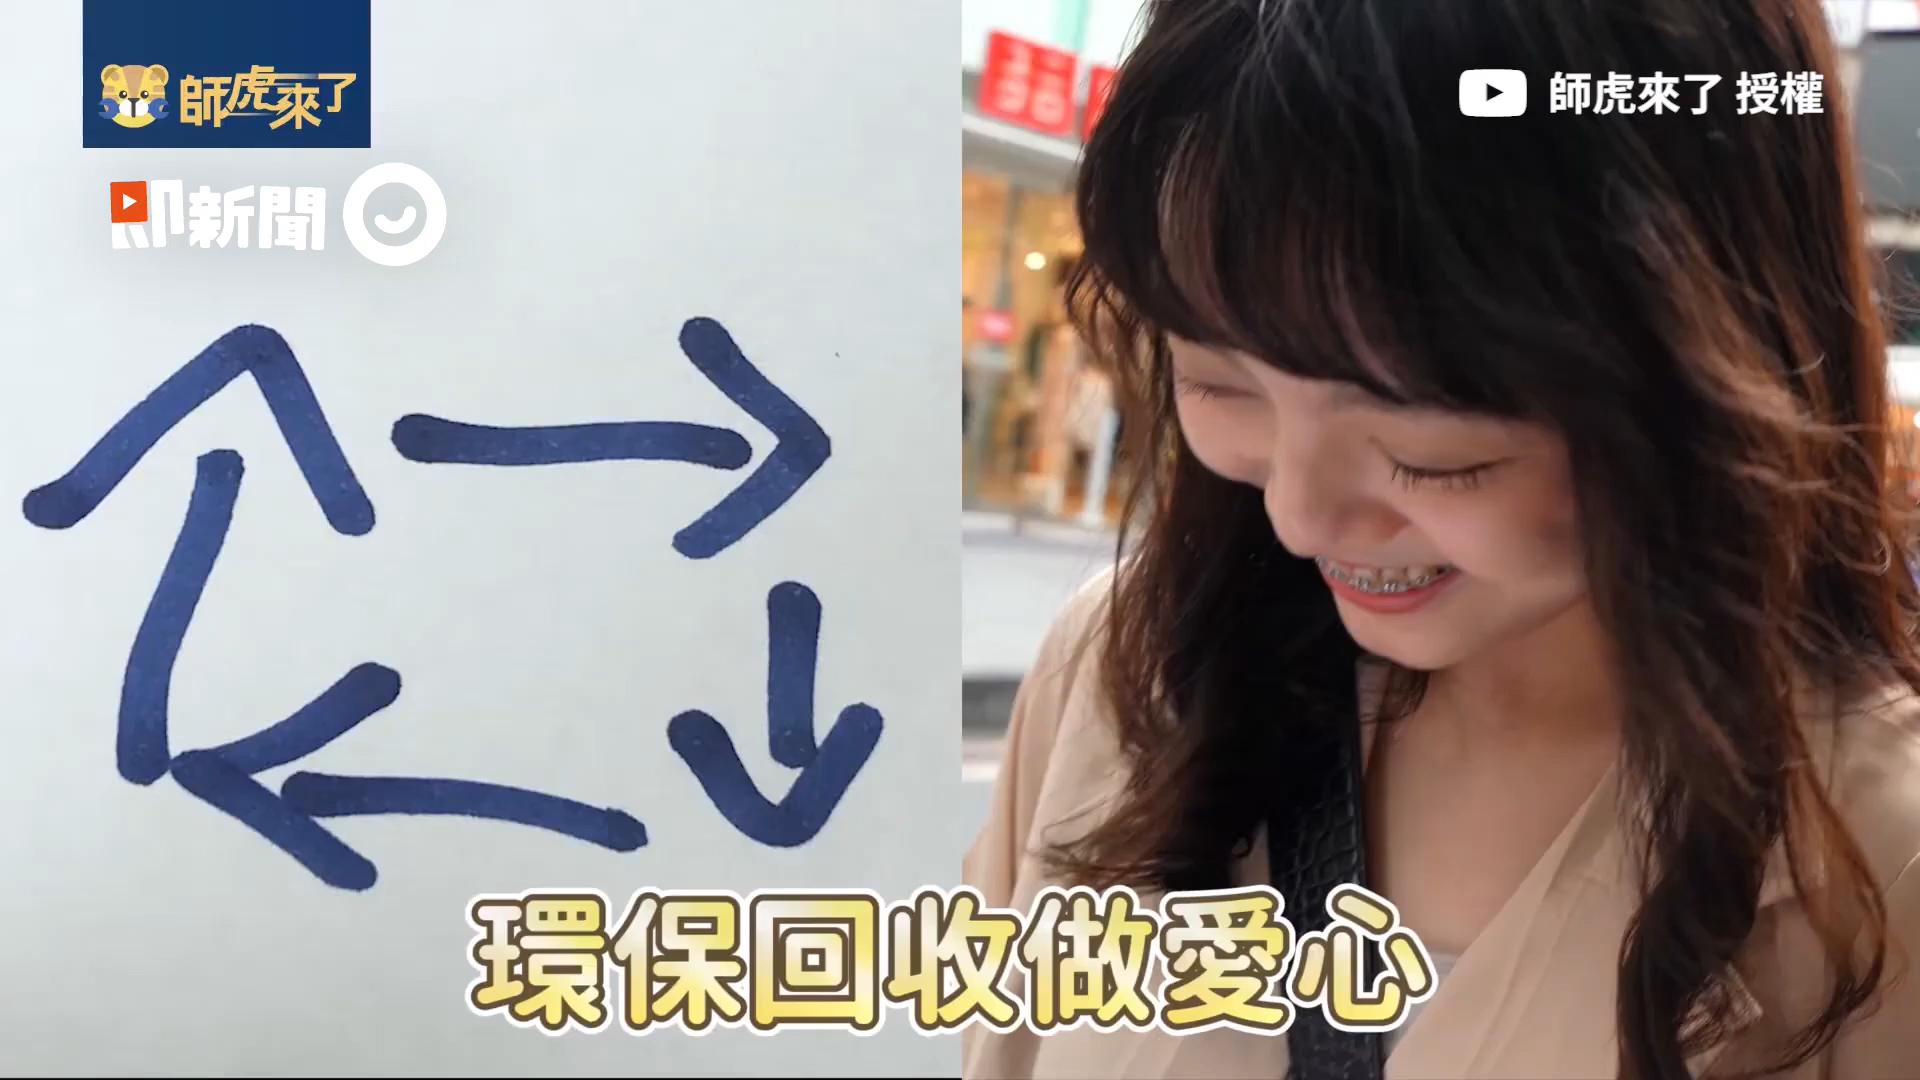 師虎來了
即新聞
師虎來了 授權
環保回收做愛心